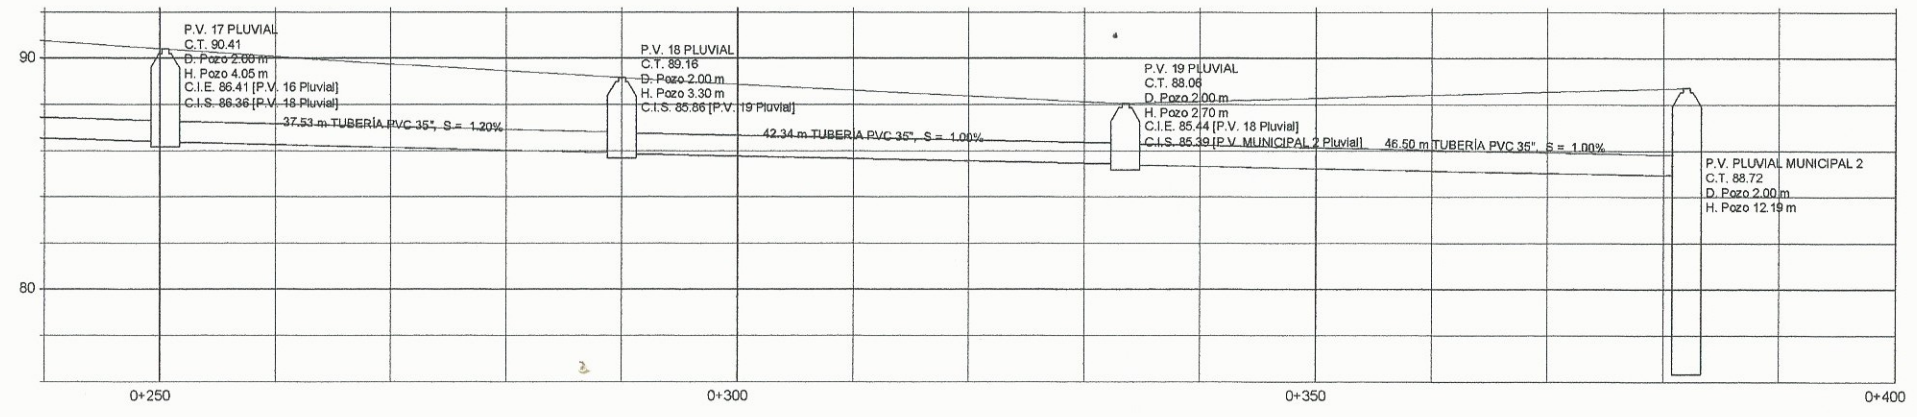 P.V. 17 PLUVIAL
C.T. 90.41
D. Pozo 2.00 m
H. Pozo 4.05 m
C.I.E. 86.41 [P.V. 16 Pluvial]
C.I.S. 86.36 [P.V. 18 Pluvial]
37.53 m TUBERÍA PVC 35", S = 1.20%
P.V. 18 PLUVIAL
C.T. 89.16
D. Pozo 2.00 m
H. Pozo 3.30 m
C.I.S. 85.86 [P.V. 19 Pluvial]
42.34 m TUBERÍA PVC 35", S = 1.00%
P.V. 19 PLUVIAL
C.T. 88.06
D. Pozo 2.00 m
H. Pozo 2.70 m
C.I.E. 85.44 [P.V. 18 Pluvial]
C.I.S. 85.39 [P.V. MUNICIPAL 2 Pluvial]
46.50 m TUBERÍA PVC 35", S = 1.00%
P.V. PLUVIAL MUNICIPAL 2
C.T. 88.72
D. Pozo 2.00 m
H. Pozo 12.19 m
90
80
0+250
0+300
0+350
0+400